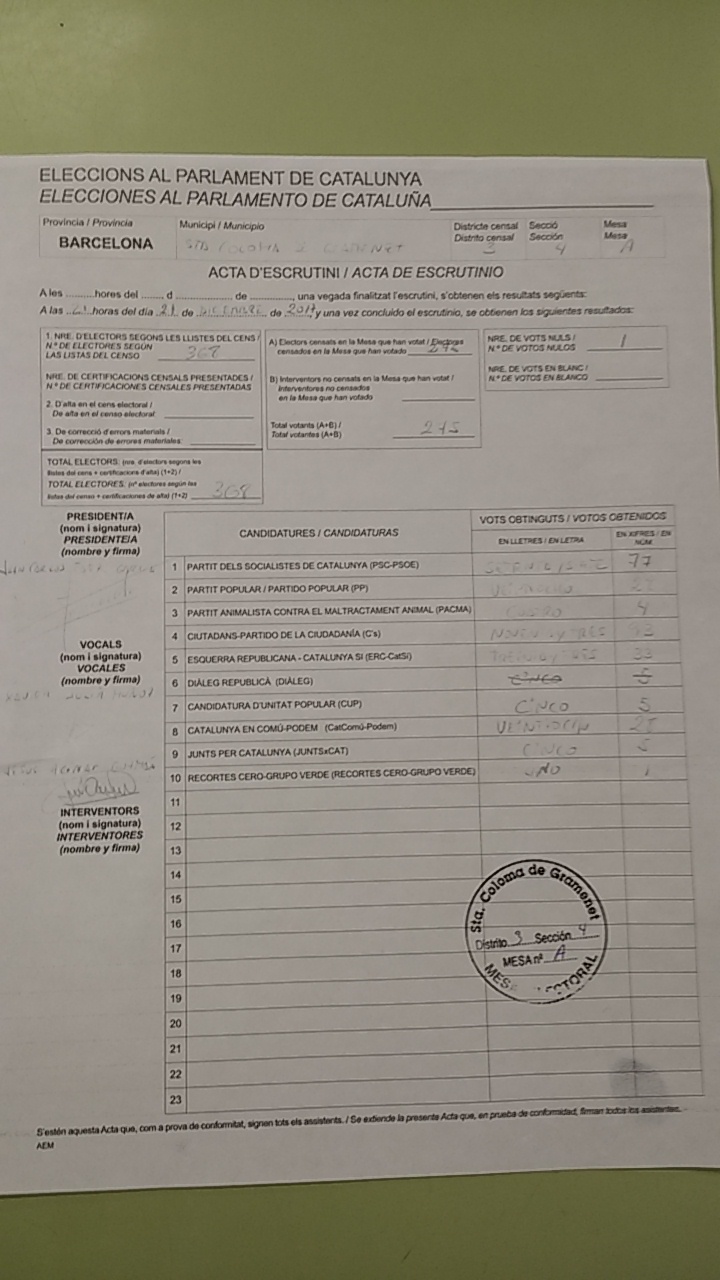 ELECCIONS AL PARLAMENT DE CATALUNYA
ELECCIONES AL PARLAMENTO DE CATALUÑA
Provincia / Provincia
BARCELONA
Municipi / Municipio
STA COLOMA
Districte censal
Distrito censal
3
Secció
Sección
4
Mesa
Mesa
A
ACTA D'ESCRUTINI / ACTA DE ESCRUTINIO
A les .......... hores del ....... d .................. de ..............., una vegada finalitzat l'escrutini, s'obtenen els resultats següents:
A las horas del día 21 de DICIEMBRE de 2017 y una vez concluído el escrutinio, se obtienen los siguientes resultados:
1. NRE. D'ELECTORS SEGONS LES LLISTES DEL CENS /
N.º DE ELECTORES SEGÚN
LAS LISTAS DEL CENSO 368
NRE. DE CERTIFICACIONS CENSALS PRESENTADES /
N.º DE CERTIFICACIONES CENSALES PRESENTADAS
2. D'alta en el cens electoral /
De alta en el censo electoral:
3. De correcció d'errors materials /
De corrección de errores materiales:
TOTAL ELECTORS: (nre. d'electors segons les
llistes del cens + certificacions d'alta) (1+2) /
TOTAL ELECTORES: (nº electores según las
listas del censo + certificaciones de alta) (1+2) 368
A) Electors censats en la Mesa que han votat / Electores
censados en la Mesa que han votado
B) Interventors no censats en la Mesa que han votat /
Interventores no censados
en la Mesa que han votado
Total votants (A+B) /
Total votantes (A+B) 275
NRE. DE VOTS NULS /
N.º DE VOTOS NULOS 1
NRE. DE VOTS EN BLANC /
N.º DE VOTOS EN BLANCO
PRESIDENT/A
(nom i signatura)
PRESIDENTE/A
(nombre y firma)
VOCALS
(nom i signatura)
VOCALES
(nombre y firma)
INTERVENTORS
(nom i signatura)
INTERVENTORES
(nombre y firma)
CANDIDATURES / CANDIDATURAS
VOTS OBTINGUTS / VOTOS OBTENIDOS
EN LLETRES / EN LETRA
EN XIFRES / EN NÚM.
1 PARTIT DELS SOCIALISTES DE CATALUNYA (PSC-PSOE) 77
2 PARTIT POPULAR / PARTIDO POPULAR (PP)
3 PARTIT ANIMALISTA CONTRA EL MALTRACTAMENT ANIMAL (PACMA) CUATRO 4
4 CIUTADANS-PARTIDO DE LA CIUDADANÍA (C's) NOVENTA Y TRES 93
5 ESQUERRA REPUBLICANA - CATALUNYA SI (ERC-CatSí) TREINTA Y TRES 33
6 DIÀLEG REPUBLICÀ (DIÀLEG) CINCO 5
7 CANDIDATURA D'UNITAT POPULAR (CUP) CINCO 5
8 CATALUNYA EN COMÚ-PODEM (CatComú-Podem)
9 JUNTS PER CATALUNYA (JUNTSxCAT) CINCO 5
10 RECORTES CERO-GRUPO VERDE (RECORTES CERO-GRUPO VERDE) UNO 1
11
12
13
14
15
16
17
18
19
20
21
22
23
Sta. Coloma de Gramenet
Distrito 3 Sección 4
MESA nº A
MESA ELECTORAL
S'estén aquesta Acta que, com a prova de conformitat, signen tots els assistents. / Se extiende la presente Acta que, en prueba de conformidad, firman todos los asistentes.
AEM